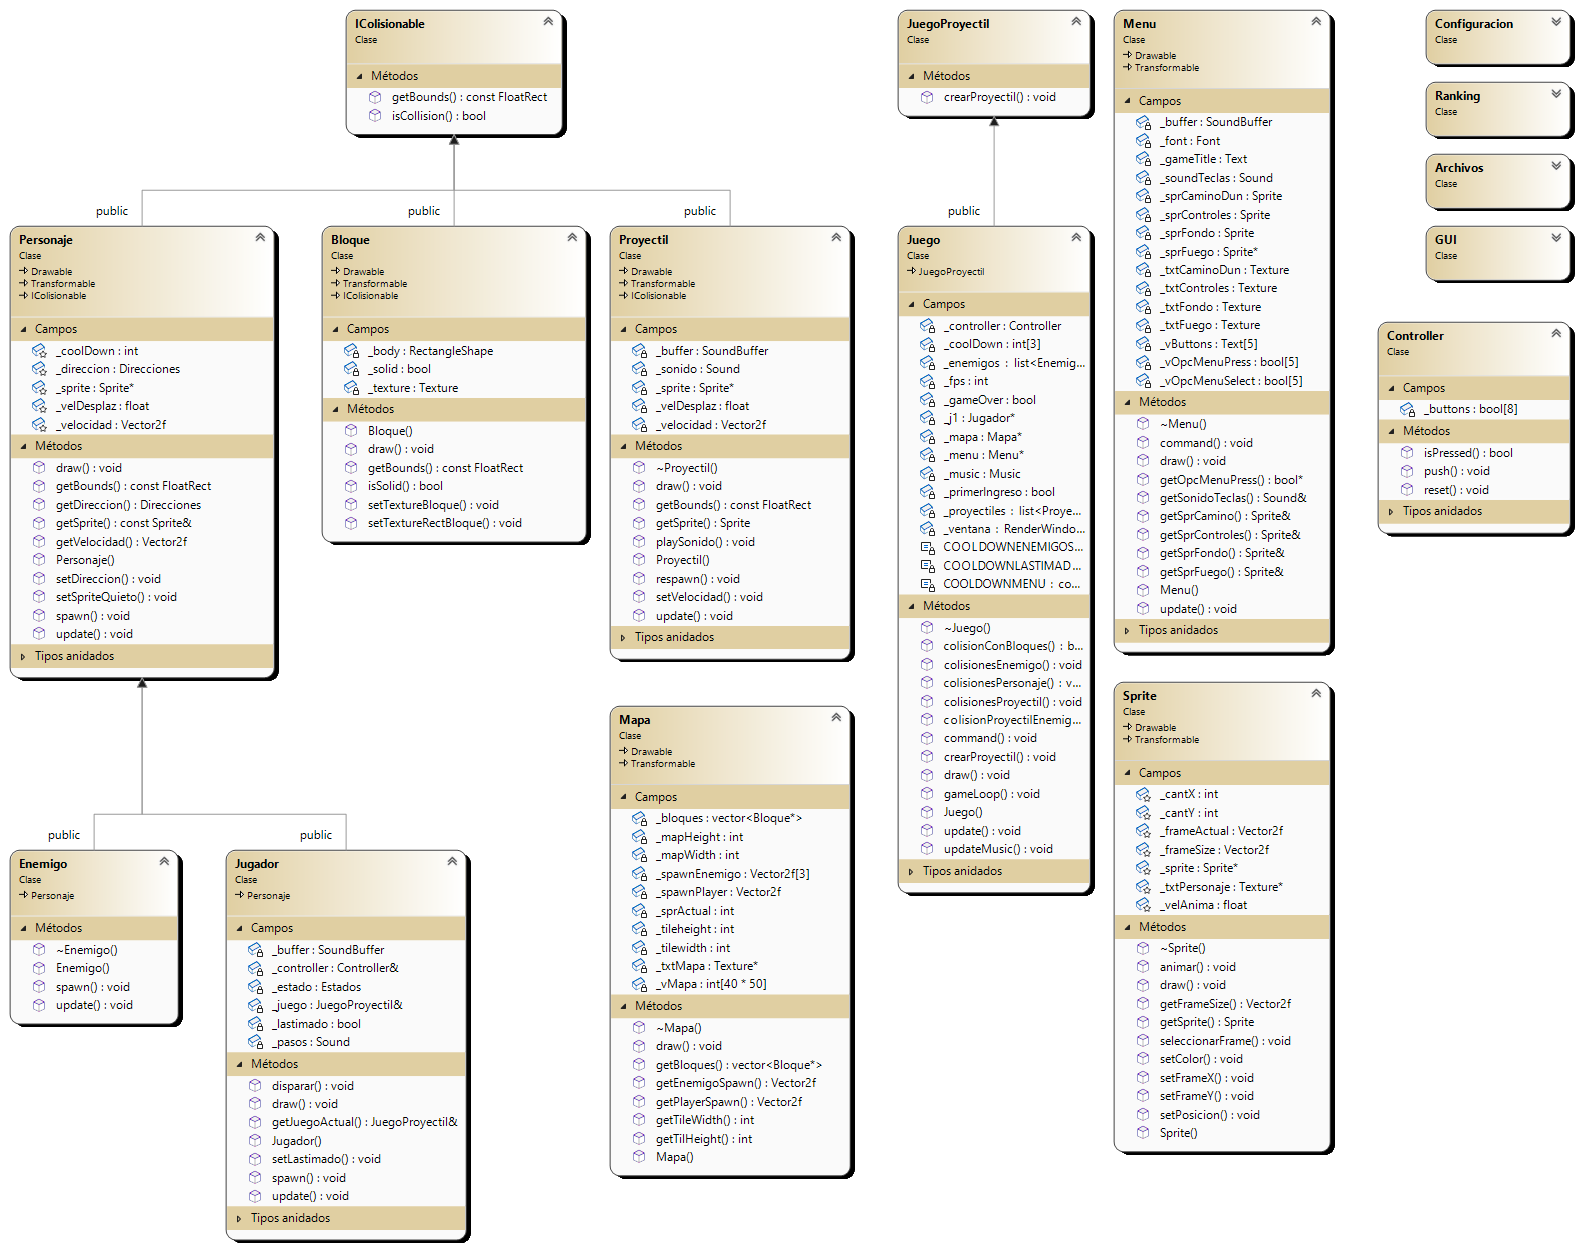 IColisionable
Clase
Métodos
getBounds() : const FloatRect
isCollision() : bool
JuegoProyectil
Clase
Métodos
crearProyectil() : void
Menu
Clase
Drawable
Transformable
Campos
_buffer : SoundBuffer
_font : Font
_gameTitle : Text
_soundTeclas : Sound
_sprCaminoDun : Sprite
_sprControles : Sprite
_sprFondo : Sprite
_sprFuego : Sprite*
_txtCaminoDun : Texture
_txtControles : Texture
_txtFondo : Texture
_txtFuego : Texture
_vButtons : Text[5]
_vOpcMenuPress : bool[5]
_vOpcMenuSelect : bool[5]
Métodos
~Menu()
command() : void
draw() : void
getOpcMenuPress() : bool*
getSonidoTeclas() : Sound&
getSprCamino() : Sprite&
getSprControles() : Sprite&
getSprFondo() : Sprite&
getSprFuego() : Sprite&
Menu()
update() : void
Tipos anidados
Configuracion
Clase
Ranking
Clase
Archivos
Clase
GUI
Clase
public
public
public
public
Personaje
Clase
Drawable
Transformable
IColisionable
Campos
_coolDown : int
_direccion : Direcciones
_sprite : Sprite*
_velDesplaz : float
_velocidad : Vector2f
Métodos
draw() : void
getBounds() : const FloatRect
getDireccion() : Direcciones
getSprite() : const Sprite&
getVelocidad() : Vector2f
Personaje()
setDireccion() : void
setSpriteQuieto() : void
spawn() : void
update() : void
Tipos anidados
Bloque
Clase
Drawable
Transformable
IColisionable
Campos
_body : RectangleShape
_solid : bool
_texture : Texture
Métodos
Bloque()
draw() : void
getBounds() : const FloatRect
isSolid() : bool
setTextureBloque() : void
setTextureRectBloque() : void
Proyectil
Clase
Drawable
Transformable
IColisionable
Campos
_buffer : SoundBuffer
_sonido : Sound
_sprite : Sprite*
_velDesplaz : float
_velocidad : Vector2f
Métodos
~Proyectil()
draw() : void
getBounds() : const FloatRect
getSprite() : Sprite
playSonido() : void
Proyectil()
respawn() : void
setVelocidad() : void
update() : void
Tipos anidados
Juego
Clase
JuegoProyectil
Campos
_controller : Controller
_coolDown : int[3]
_enemigos : list<Enemig...
_fps : int
_gameOver : bool
_j1 : Jugador*
_mapa : Mapa*
_menu : Menu*
_music : Music
_primerIngreso : bool
_proyectiles : list<Proye...
_ventana : RenderWindo...
COOLDOWNENEMIGOS...
COOLDOWNLASTIMAD...
COOLDOWNMENU : co...
Métodos
~Juego()
colisionConBloques() : b...
colisionesEnemigo() : void
colisionesPersonaje() : v...
colisionesProyectil() : void
colisionProyectilEnemig...
command() : void
crearProyectil() : void
draw() : void
gameLoop() : void
Juego()
update() : void
updateMusic() : void
Tipos anidados
Controller
Clase
Campos
_buttons : bool[8]
Métodos
isPressed() : bool
push() : void
reset() : void
Tipos anidados
public
public
Enemigo
Clase
Personaje
Métodos
~Enemigo()
Enemigo()
spawn() : void
update() : void
Jugador
Clase
Personaje
Campos
_buffer : SoundBuffer
_controller : Controller&
_estado : Estados
_juego : JuegoProyectil&
_lastimado : bool
_pasos : Sound
Métodos
disparar() : void
draw() : void
getJuegoActual() : JuegoProyectil&
Jugador()
setLastimado() : void
spawn() : void
update() : void
Tipos anidados
Mapa
Clase
Drawable
Transformable
Campos
_bloques : vector<Bloque*>
_mapHeight : int
_mapWidth : int
_spawnEnemigo : Vector2f[3]
_spawnPlayer : Vector2f
_sprActual : int
_tileheight : int
_tilewidth : int
_txtMapa : Texture*
_vMapa : int[40 * 50]
Métodos
~Mapa()
draw() : void
getBloques() : vector<Bloque*>
getEnemigoSpawn() : Vector2f
getPlayerSpawn() : Vector2f
getTileWidth() : int
getTilHeight() : int
Mapa()
Sprite
Clase
Drawable
Transformable
Campos
_cantX : int
_cantY : int
_frameActual : Vector2f
_frameSize : Vector2f
_sprite : Sprite*
_txtPersonaje : Texture*
_velAnima : float
Métodos
~Sprite()
animar() : void
draw() : void
getFrameSize() : Vector2f
getSprite() : Sprite
seleccionarFrame() : void
setColor() : void
setFrameX() : void
setFrameY() : void
setPosicion() : void
Sprite()